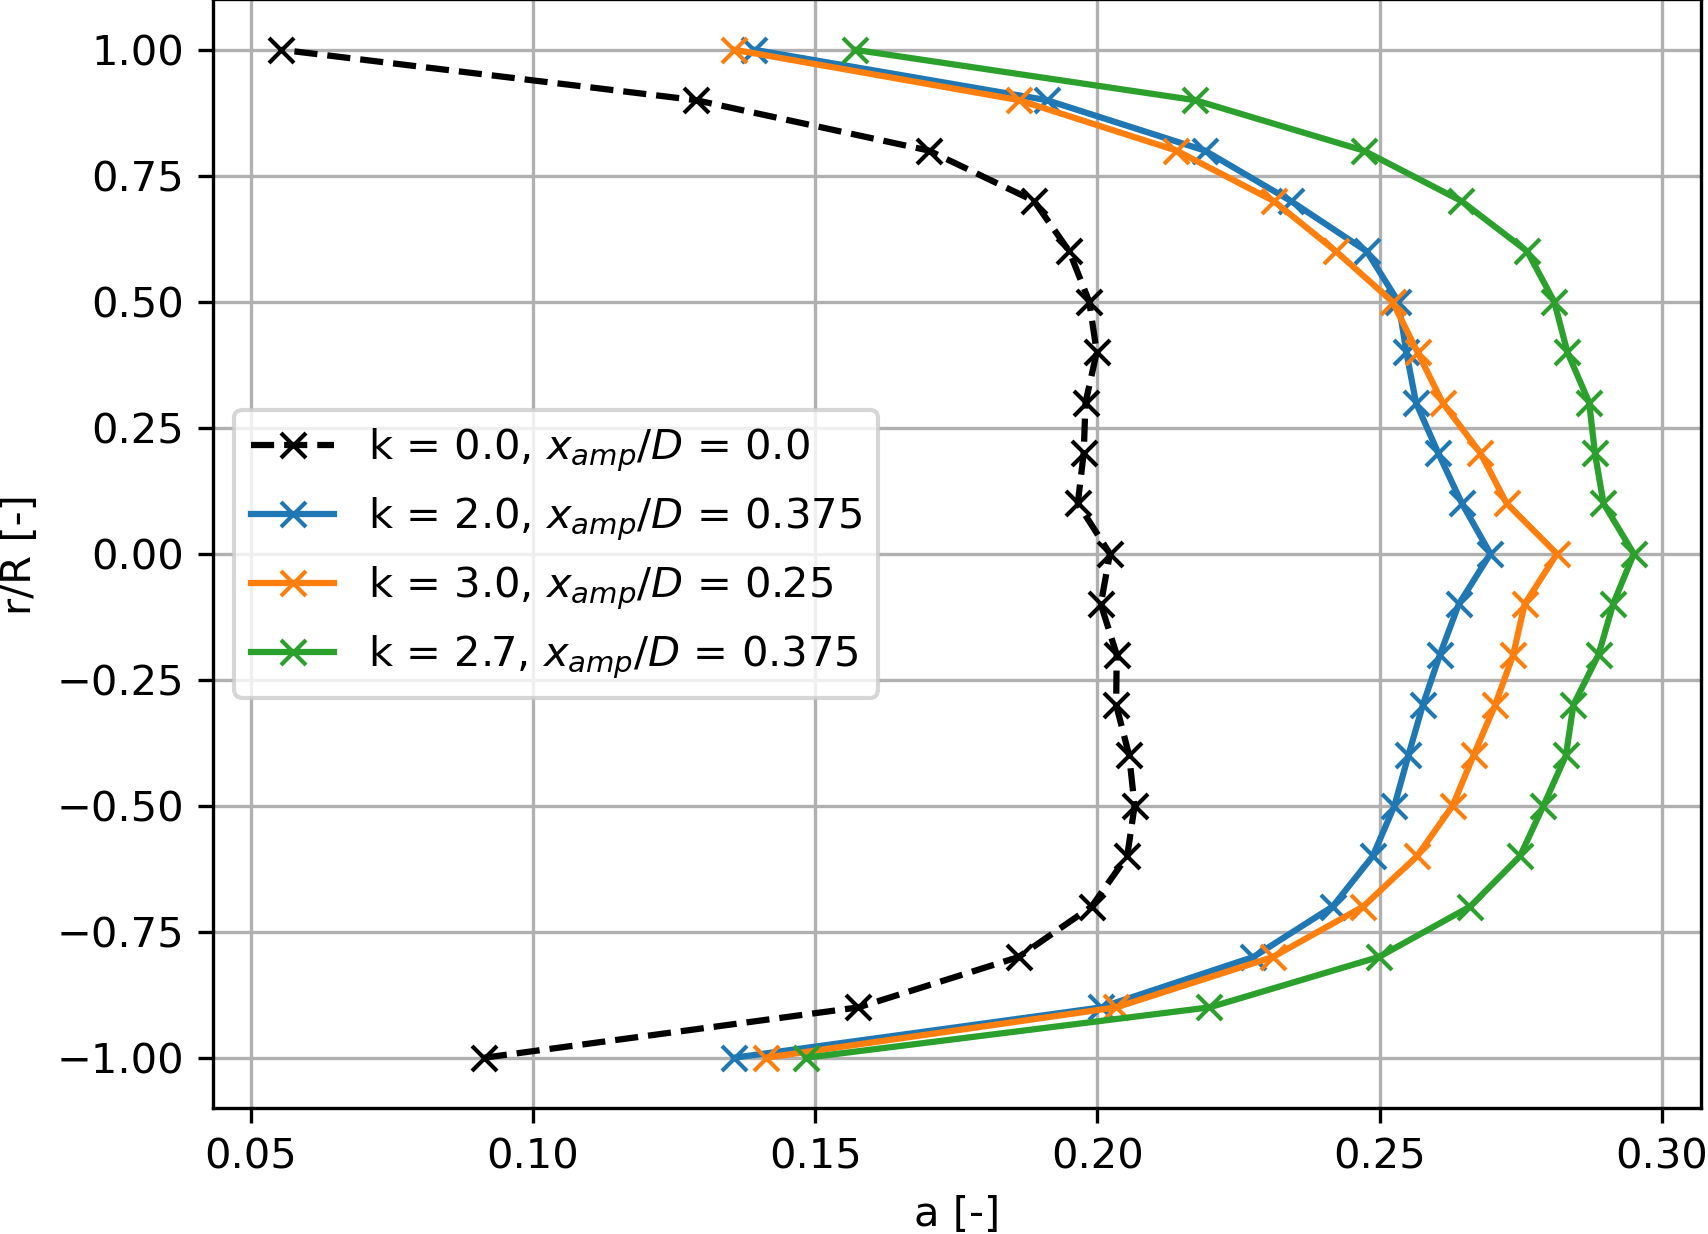 1.00
0.75
0.50
0.25
0.00
−0.25
−0.50
−0.75
−1.00
r/R [-]
k = 0.0, x_amp/D = 0.0
k = 2.0, x_amp/D = 0.375
k = 3.0, x_amp/D = 0.25
k = 2.7, x_amp/D = 0.375
0.05 0.10 0.15 0.20 0.25 0.30
a [-]